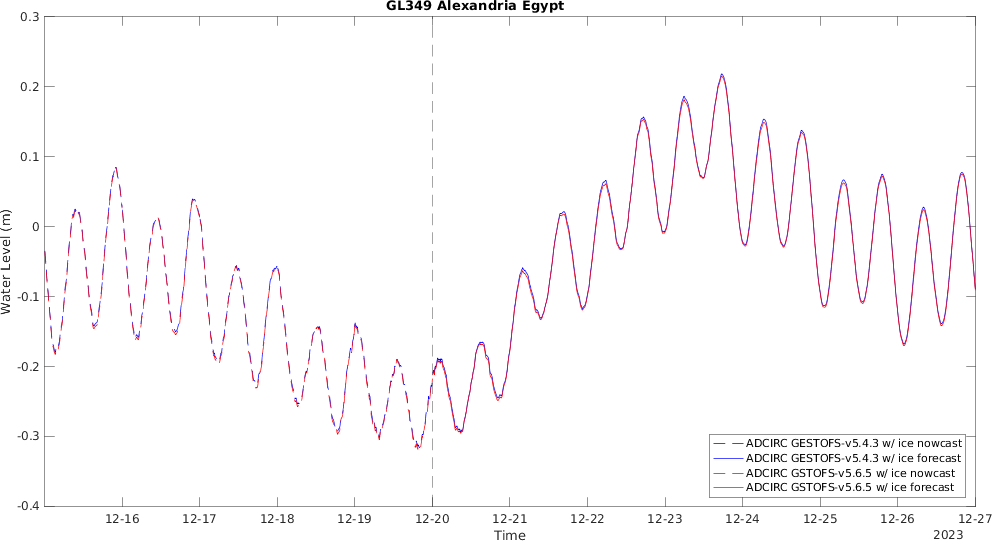 GL349 Alexandria Egypt
0.3
0.2
0.1
0
-0.1
-0.2
-0.3
-0.4
Water Level (m)
ADCIRC GESTOFS-v5.4.3 w/ ice nowcast
ADCIRC GESTOFS-v5.4.3 w/ ice forecast
ADCIRC GSTOFS-v5.6.5 w/ ice nowcast
ADCIRC GSTOFS-v5.6.5 w/ ice forecast
12-16 12-17 12-18 12-19 12-20 12-21 12-22 12-23 12-24 12-25 12-26 12-27
Time
2023